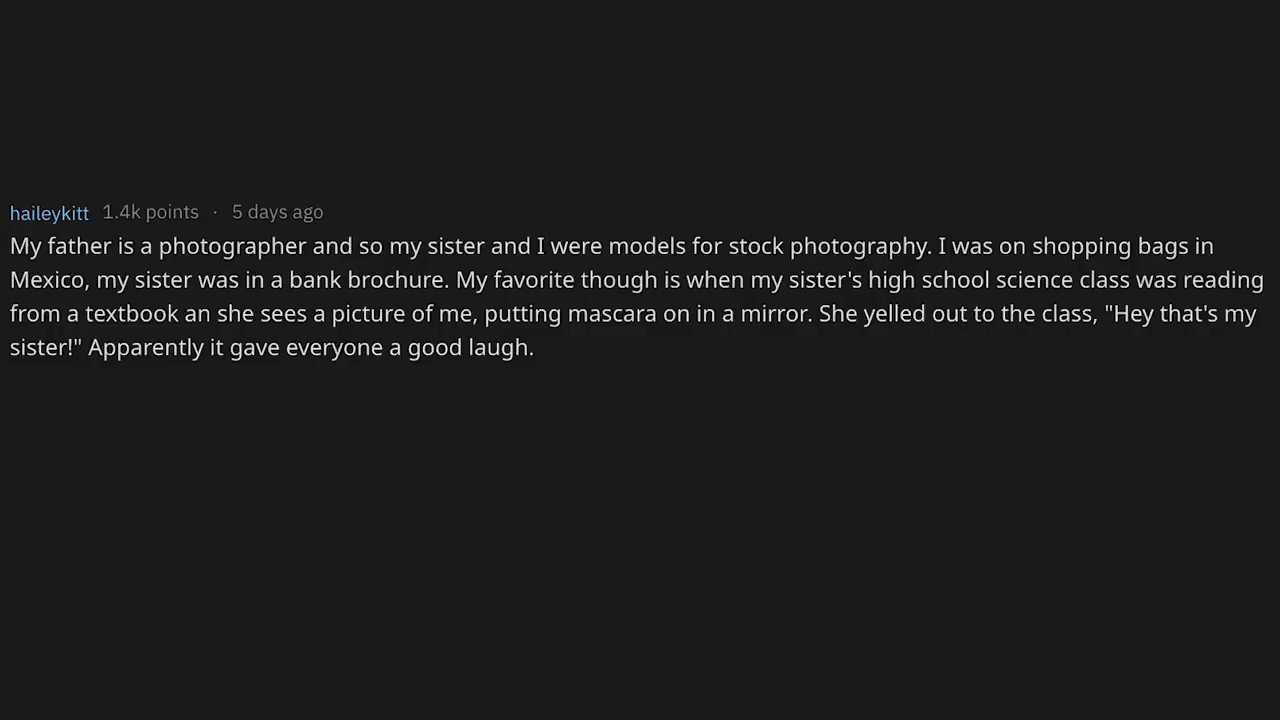 haileykitt 1.4k points · 5 days ago
My father is a photographer and so my sister and I were models for stock photography. I was on shopping bags in
Mexico, my sister was in a bank brochure. My favorite though is when my sister's high school science class was reading
from a textbook an she sees a picture of me, putting mascara on in a mirror. She yelled out to the class, "Hey that's my
sister!" Apparently it gave everyone a good laugh.